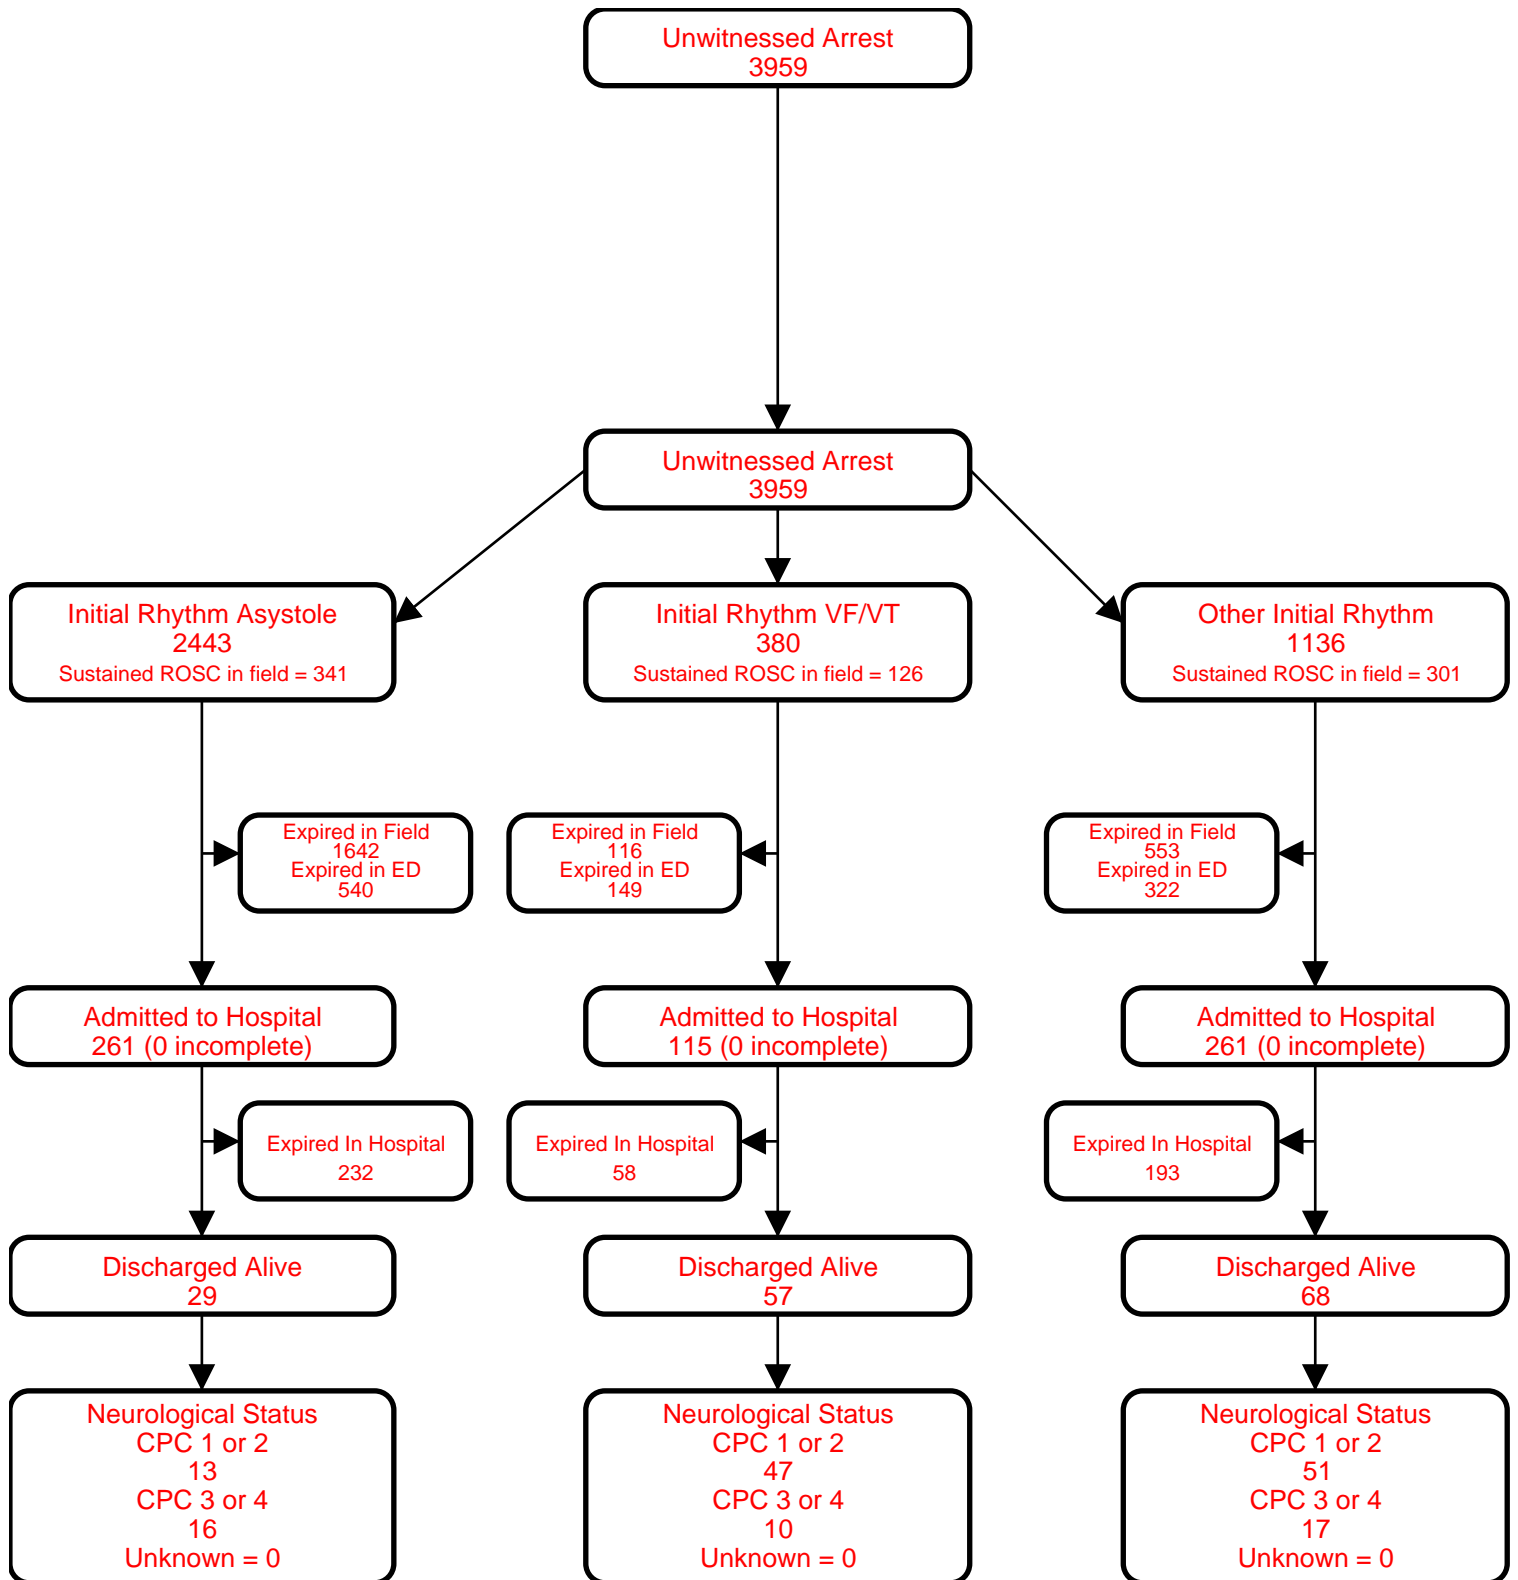 Unwitnessed Arrest
3959
Unwitnessed Arrest
3959
Initial Rhythm Asystole
2443
Sustained ROSC in field = 341
Initial Rhythm VF/VT
380
Sustained ROSC in field = 126
Other Initial Rhythm
1136
Sustained ROSC in field = 301
Expired in Field
1642
Expired in ED
540
Expired in Field
116
Expired in ED
149
Expired in Field
553
Expired in ED
322
Admitted to Hospital
261 (0 incomplete)
Admitted to Hospital
115 (0 incomplete)
Admitted to Hospital
261 (0 incomplete)
Expired In Hospital
232
Expired In Hospital
58
Expired In Hospital
193
Discharged Alive
29
Discharged Alive
57
Discharged Alive
68
Neurological Status
CPC 1 or 2
13
CPC 3 or 4
16
Unknown = 0
Neurological Status
CPC 1 or 2
47
CPC 3 or 4
10
Unknown = 0
Neurological Status
CPC 1 or 2
51
CPC 3 or 4
17
Unknown = 0